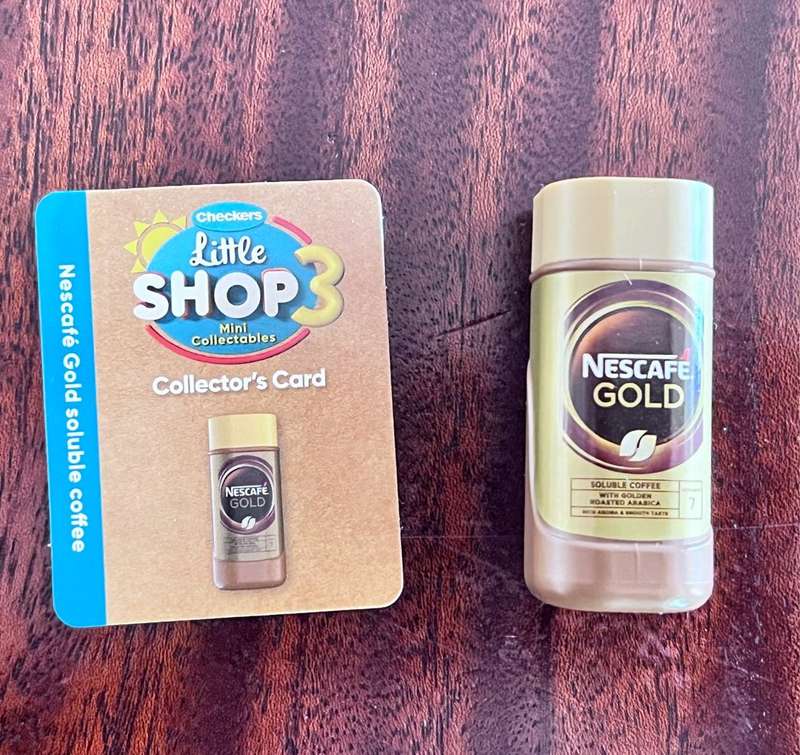 Checkers
Little
SHOP3
Mini
Collectables
Collector's Card
Nescafé Gold soluble coffee
NESCAFÉ
GOLD
NESCAFÉ
GOLD
SOLUBLE COFFEE
WITH GOLDEN
ROASTED ARABICA
RICH AROMA & SMOOTH TASTE
7